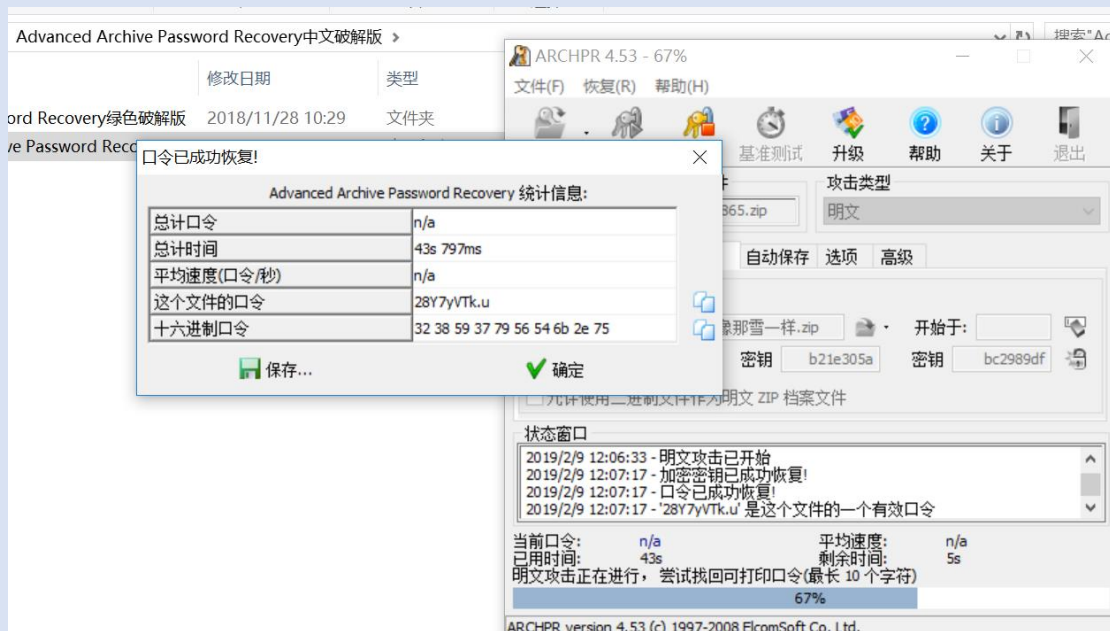 Advanced Archive Password Recovery中文破解版 >
搜索"Ad
修改日期 类型
ord Recovery绿色破解版 2018/11/28 10:29 文件夹
ve Password Reco
ARCHPR 4.53 - 67%
文件(F) 恢复(R) 帮助(H)
基准测试 升级 帮助 关于 退出
攻击类型
365.zip 明文
自动保存 选项 高级
像那雪一样.zip 开始于:
密钥 b21e305a 密钥 bc2989df
允许使用二进制文件作为明文 ZIP 档案文件
口令已成功恢复!
Advanced Archive Password Recovery 统计信息:
总计口令 n/a
总计时间 43s 797ms
平均速度(口令/秒) n/a
这个文件的口令 28Y7yVTk.u
十六进制口令 32 38 59 37 79 56 54 6b 2e 75
保存... 确定
状态窗口
2019/2/9 12:06:33 - 明文攻击已开始
2019/2/9 12:07:17 - 加密密钥已成功恢复!
2019/2/9 12:07:17 - 口令已成功恢复!
2019/2/9 12:07:17 - '28Y7yVTk.u' 是这个文件的一个有效口令
当前口令: n/a 平均速度: n/a
已用时间: 43s 剩余时间: 5s
明文攻击正在进行，尝试找回可打印口令(最长 10 个字符)
67%
ARCHPR version 4.53 (c) 1997-2008 ElcomSoft Co. Ltd.